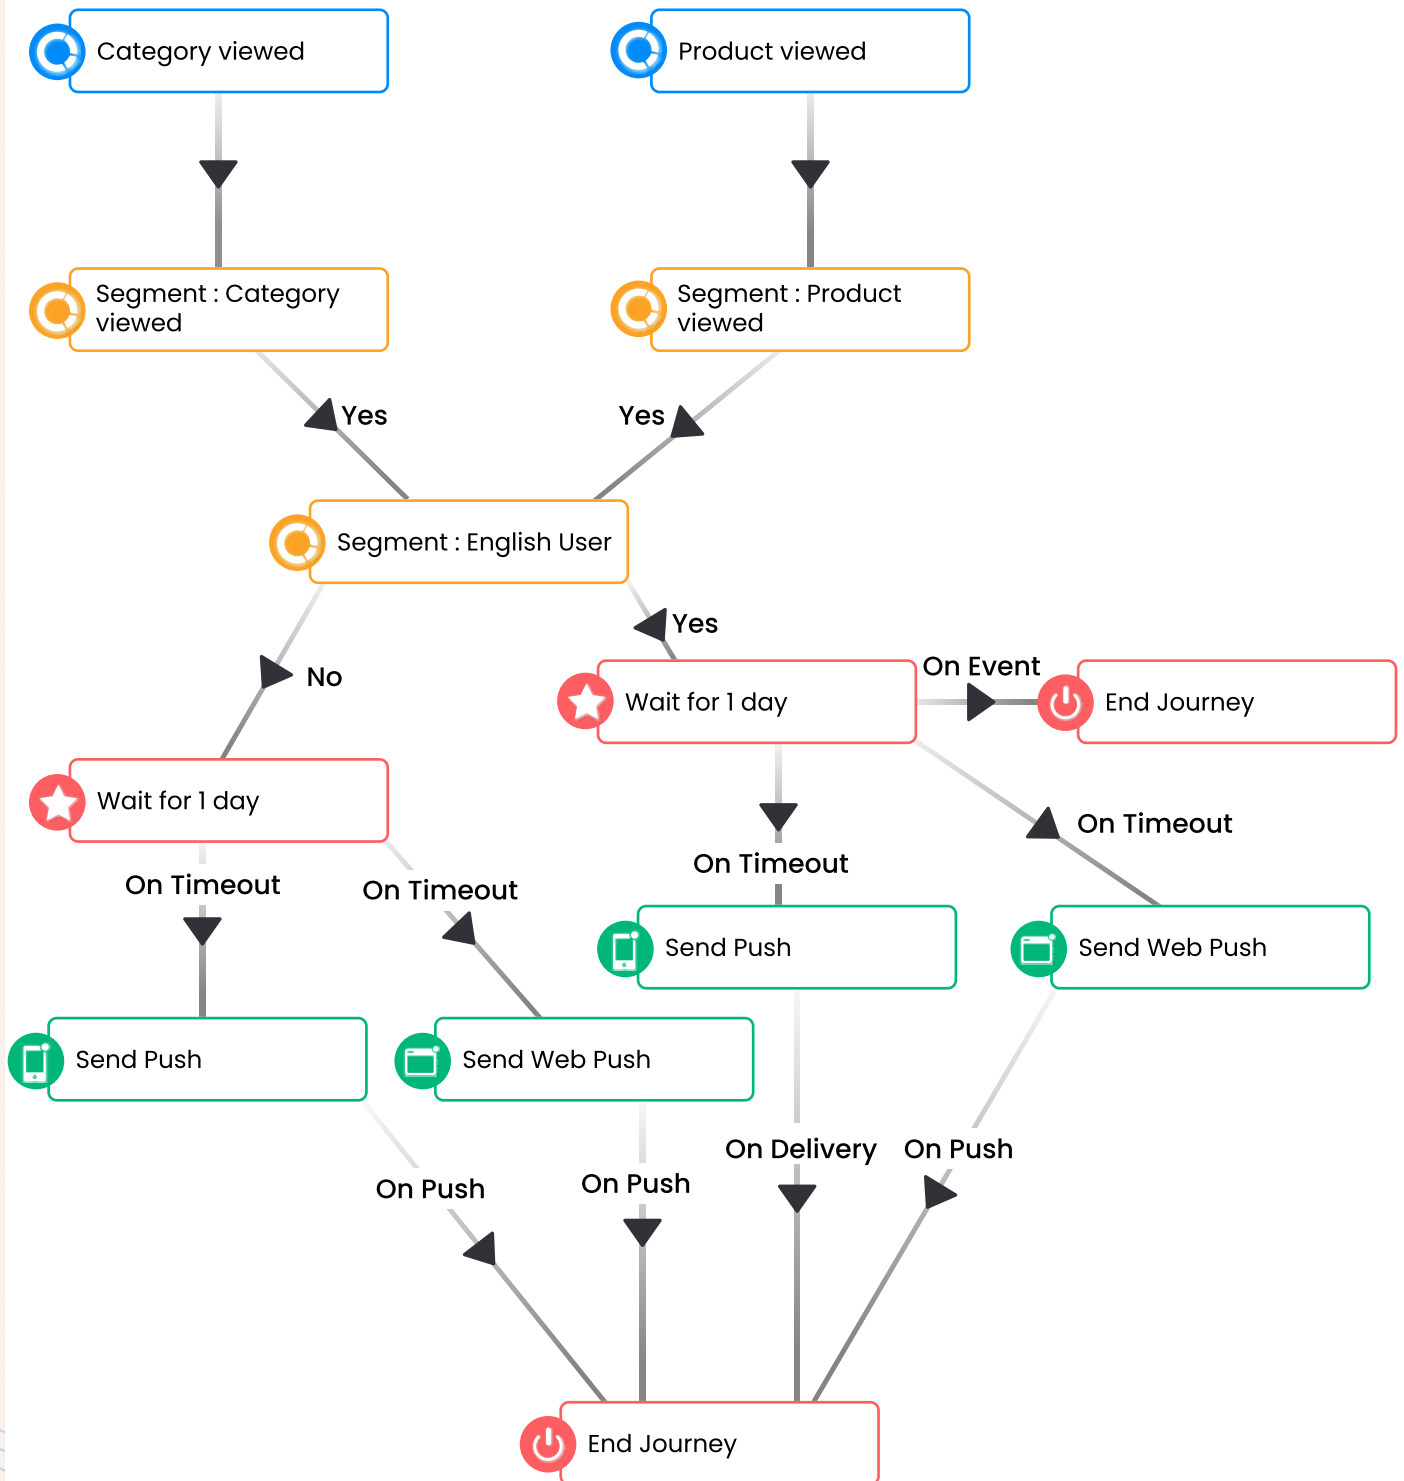 Category viewed
Product viewed
Segment : Category
viewed
Segment : Product
viewed
Yes
Yes
Segment : English User
Yes
No
On Event
Wait for 1 day
End Journey
Wait for 1 day
On Timeout
On Timeout
On Timeout
On Timeout
Send Push
Send Web Push
Send Push
Send Web Push
On Delivery
On Push
On Push
On Push
End Journey